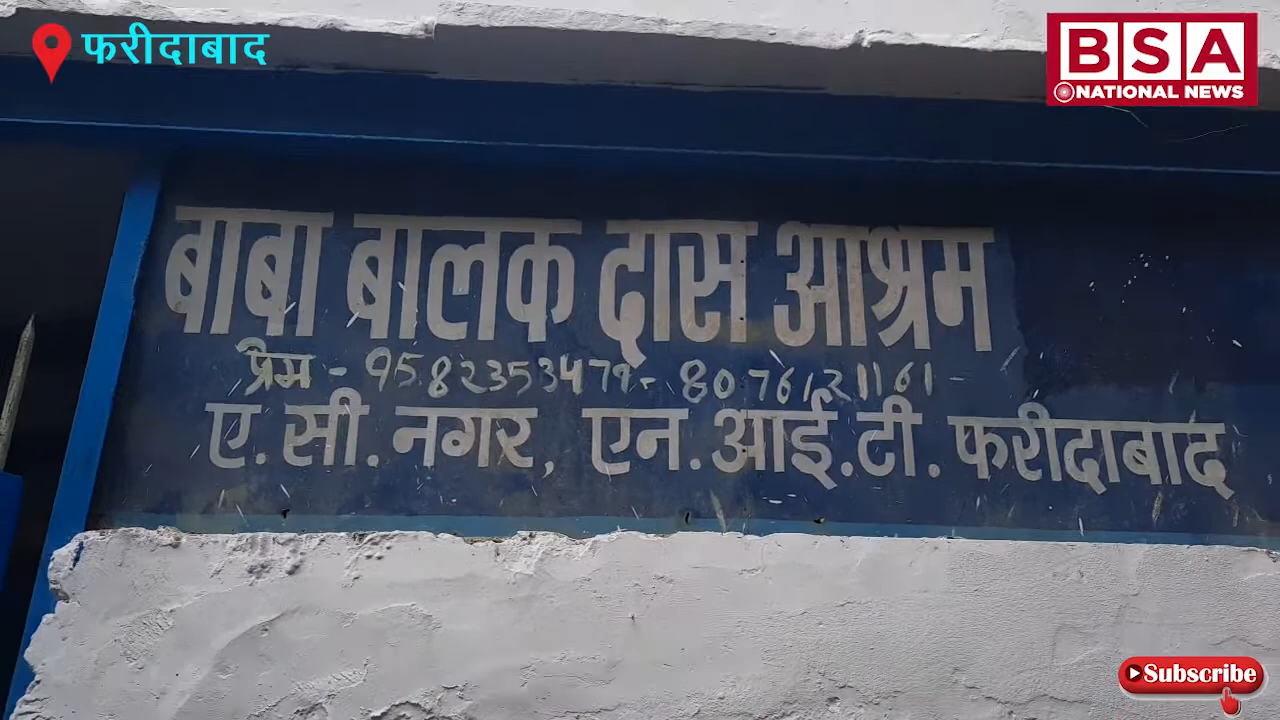 फरीदाबाद
BSA
NATIONAL NEWS
बाबा बालक दास आश्रम
प्रेम - 9582353479 - 8076121161
ए.सी.नगर, एन.आई.टी. फरीदाबाद
Subscribe